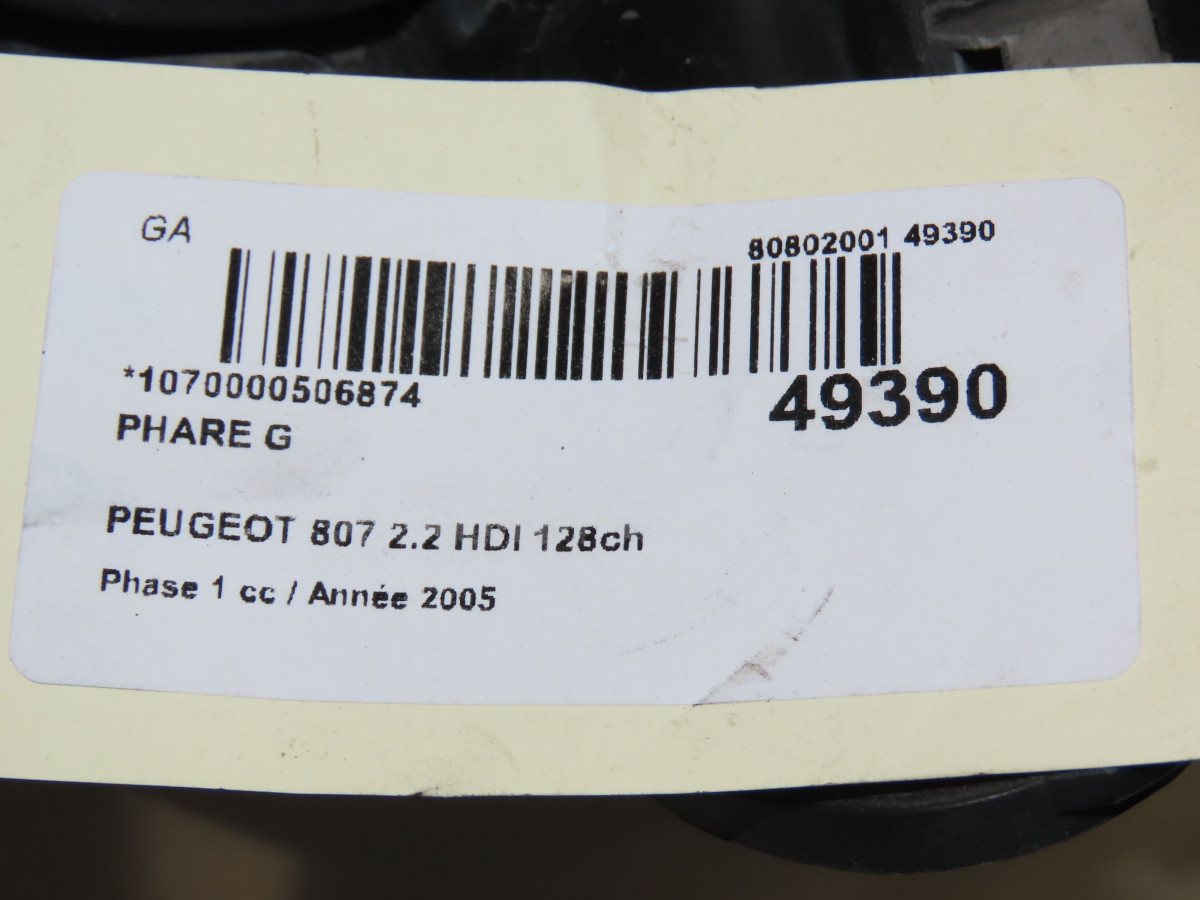 GA
80802001 49390
*1070000506874
49390
PHARE G
PEUGEOT 807 2.2 HDI 128ch
Phase 1 cc / Année 2005